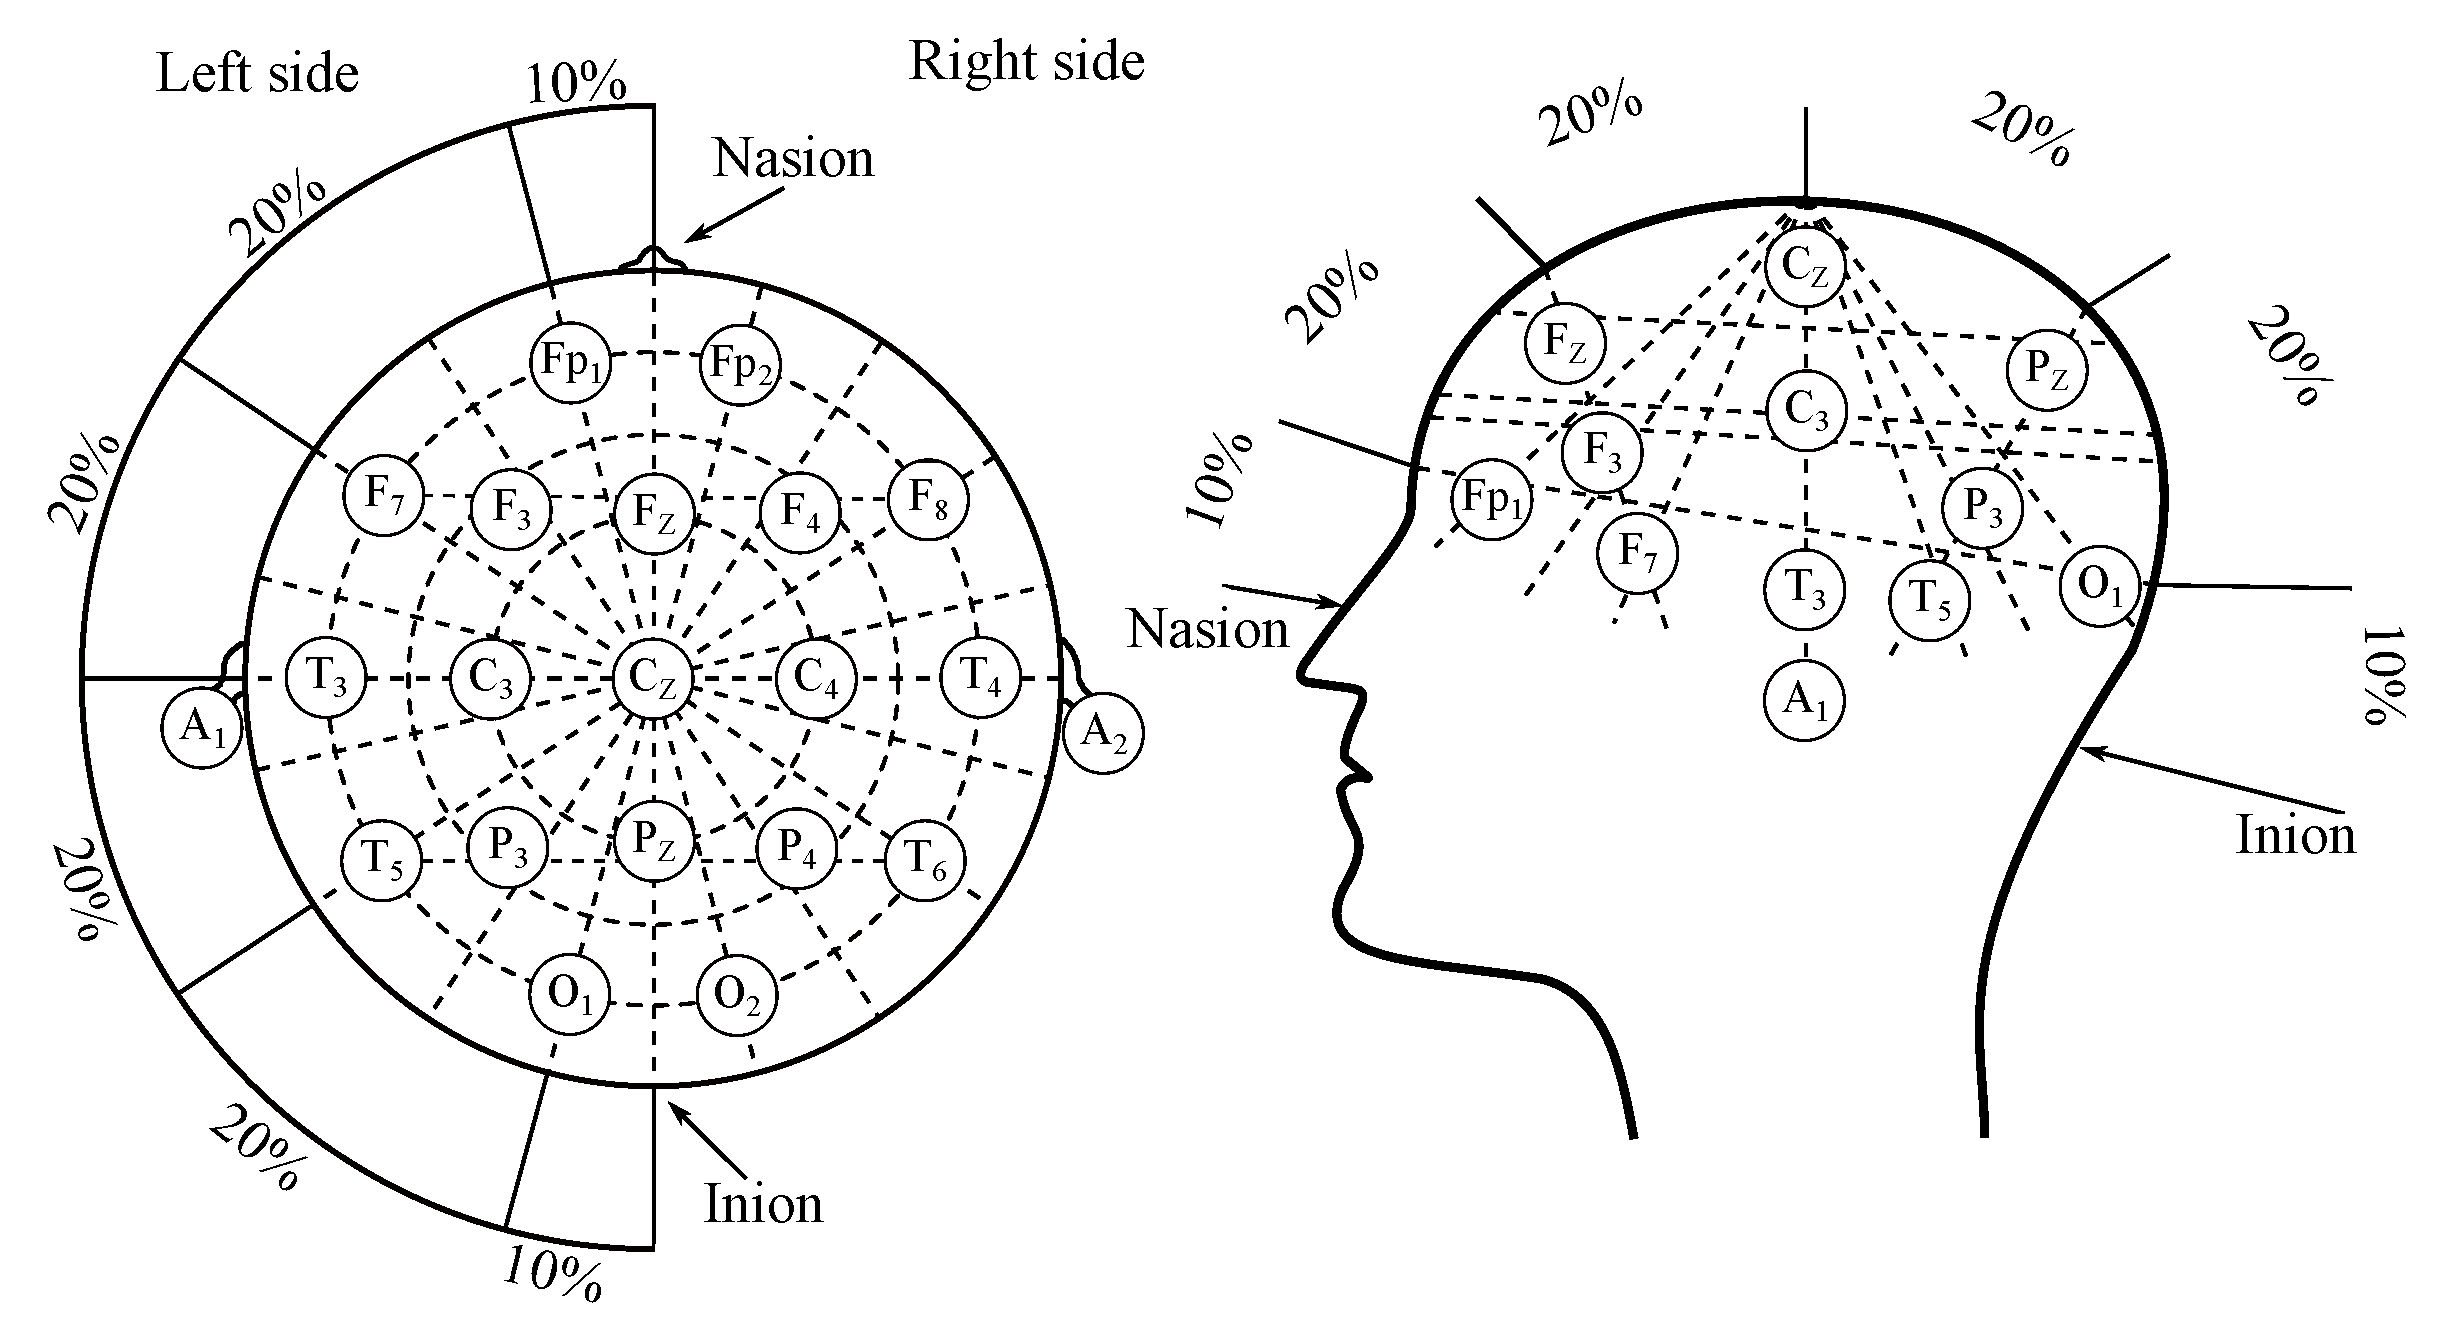 Left side
Right side
10%
20%
20%
20%
20%
10%
Nasion
Fp1
Fp2
F7
F3
FZ
F4
F8
A1
T3
C3
CZ
C4
T4
A2
T5
P3
PZ
P4
T6
O1
O2
Inion
20%
20%
20%
20%
10%
10%
Nasion
CZ
FZ
PZ
C3
F3
Fp1
P3
F7
T3
T5
O1
A1
Inion